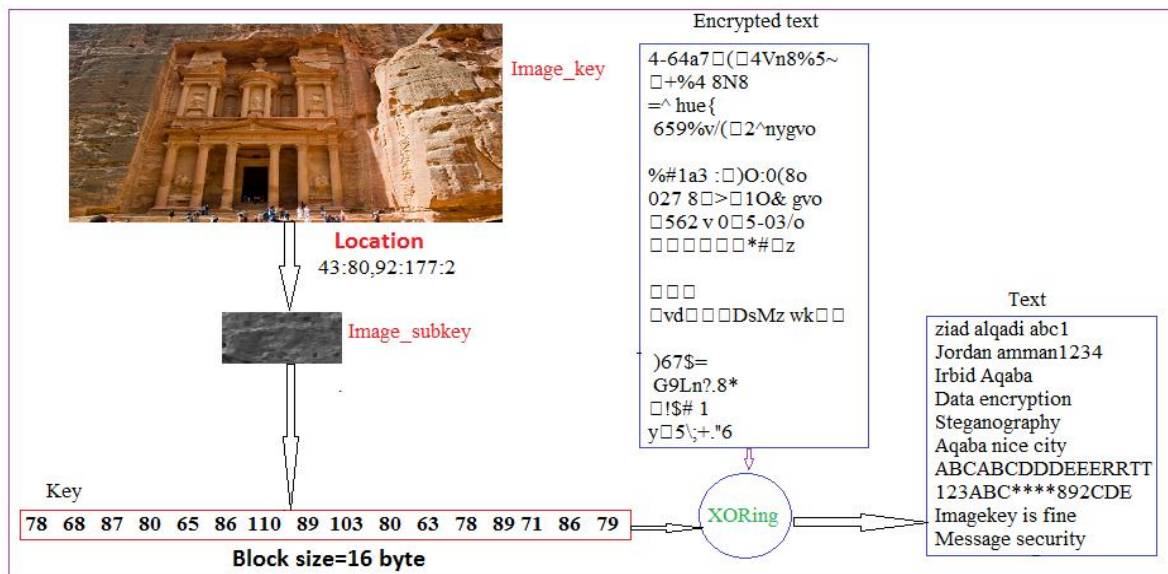 Encrypted text
4-64a7□(□4Vn8%5~
□+%4 8N8
=^ hue{
659%v/(□2^nygvo
%#1a3 :□)O:0(8o
027 8□>□1O& gvo
□562 v 0□5-03/o
□□□□□□*#□z
□□□
□vd□□□DsMz wk□□
)67$=
G9Ln?.8*
□!$# 1
y□5\;+."6
Image_key
Location
43:80,92:177:2
Image_subkey
Key
78 68 87 80 65 86 110 89 103 80 63 78 89 71 86 79
Block size=16 byte
XORing
Text
ziad alqadi abc1
Jordan amman1234
Irbid Aqaba
Data encryption
Steganography
Aqaba nice city
ABCABCDDDEEERRTT
123ABC****892CDE
Imagekey is fine
Message security